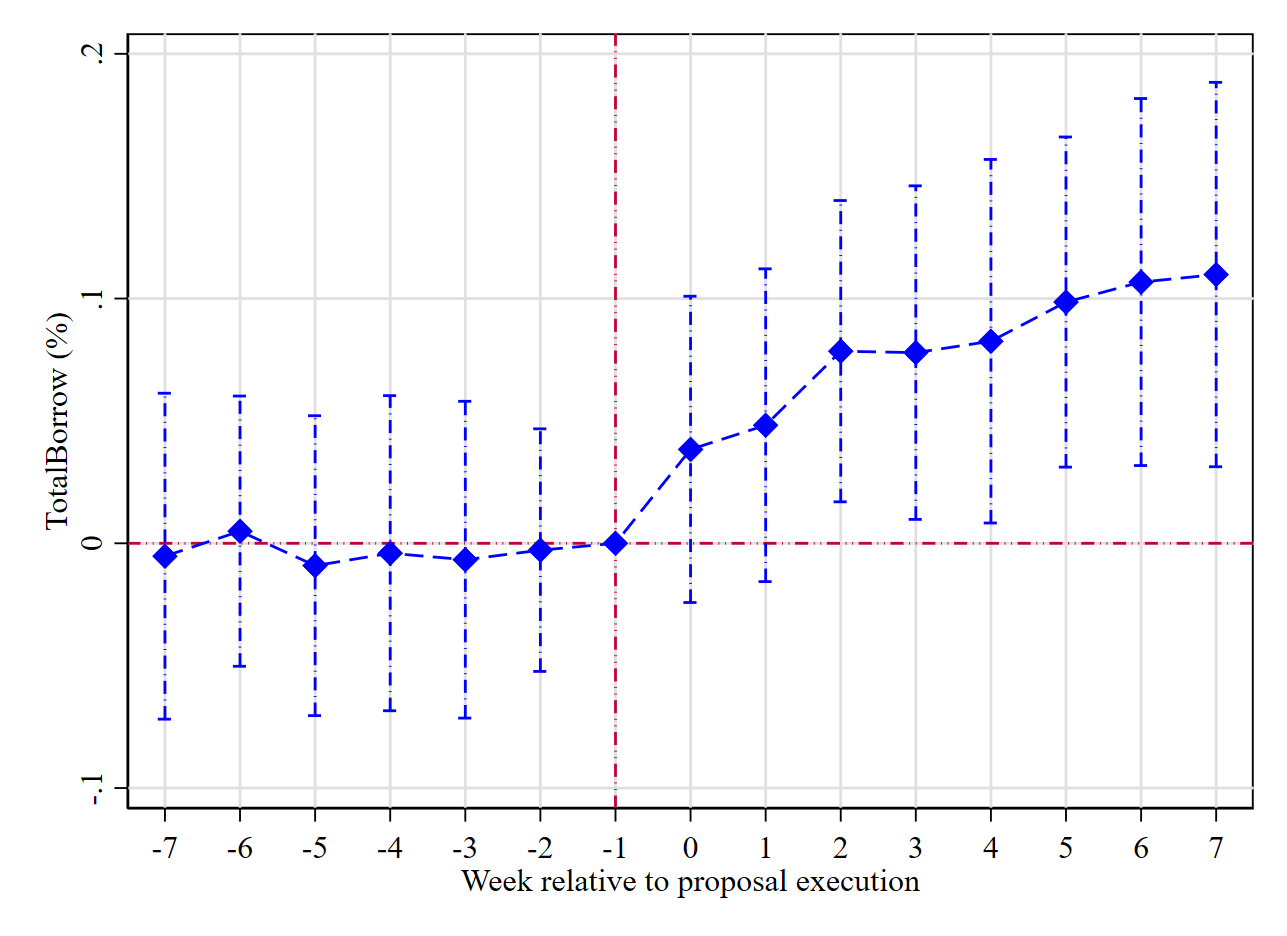 TotalBorrow (%)
.2
.1
0
-.1
-7 -6 -5 -4 -3 -2 -1 0 1 2 3 4 5 6 7
Week relative to proposal execution